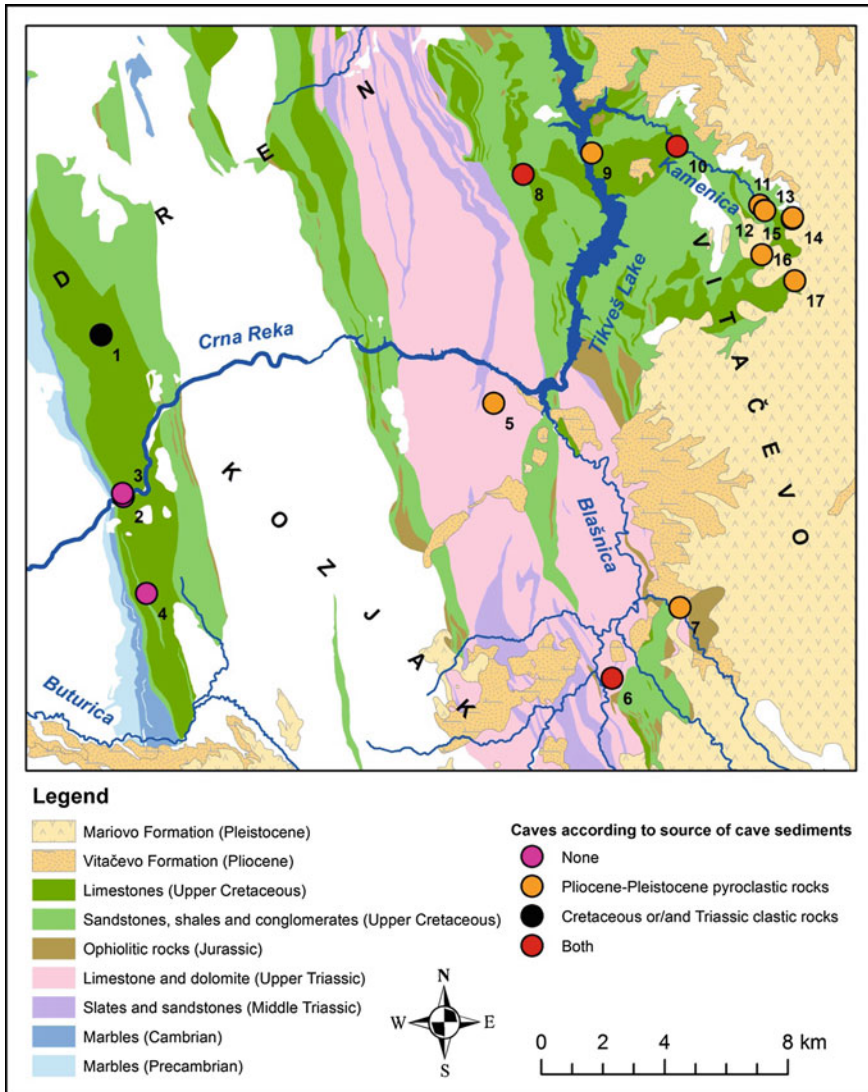 D R E N
K O Z J A K
V I T A Č E V O
Crna Reka
Tikveš Lake
Kamenica
Blašnica
Buturica
1
2
3
4
5
6
7
8
9
10
11
12
13
14
15
16
17
Legend
Mariovo Formation (Pleistocene)
Vitačevo Formation (Pliocene)
Limestones (Upper Cretaceous)
Sandstones, shales and conglomerates (Upper Cretaceous)
Ophiolitic rocks (Jurassic)
Limestone and dolomite (Upper Triassic)
Slates and sandstones (Middle Triassic)
Marbles (Cambrian)
Marbles (Precambrian)
Caves according to source of cave sediments
None
Pliocene-Pleistocene pyroclastic rocks
Cretaceous or/and Triassic clastic rocks
Both
N
W E
S
0 2 4 8 km